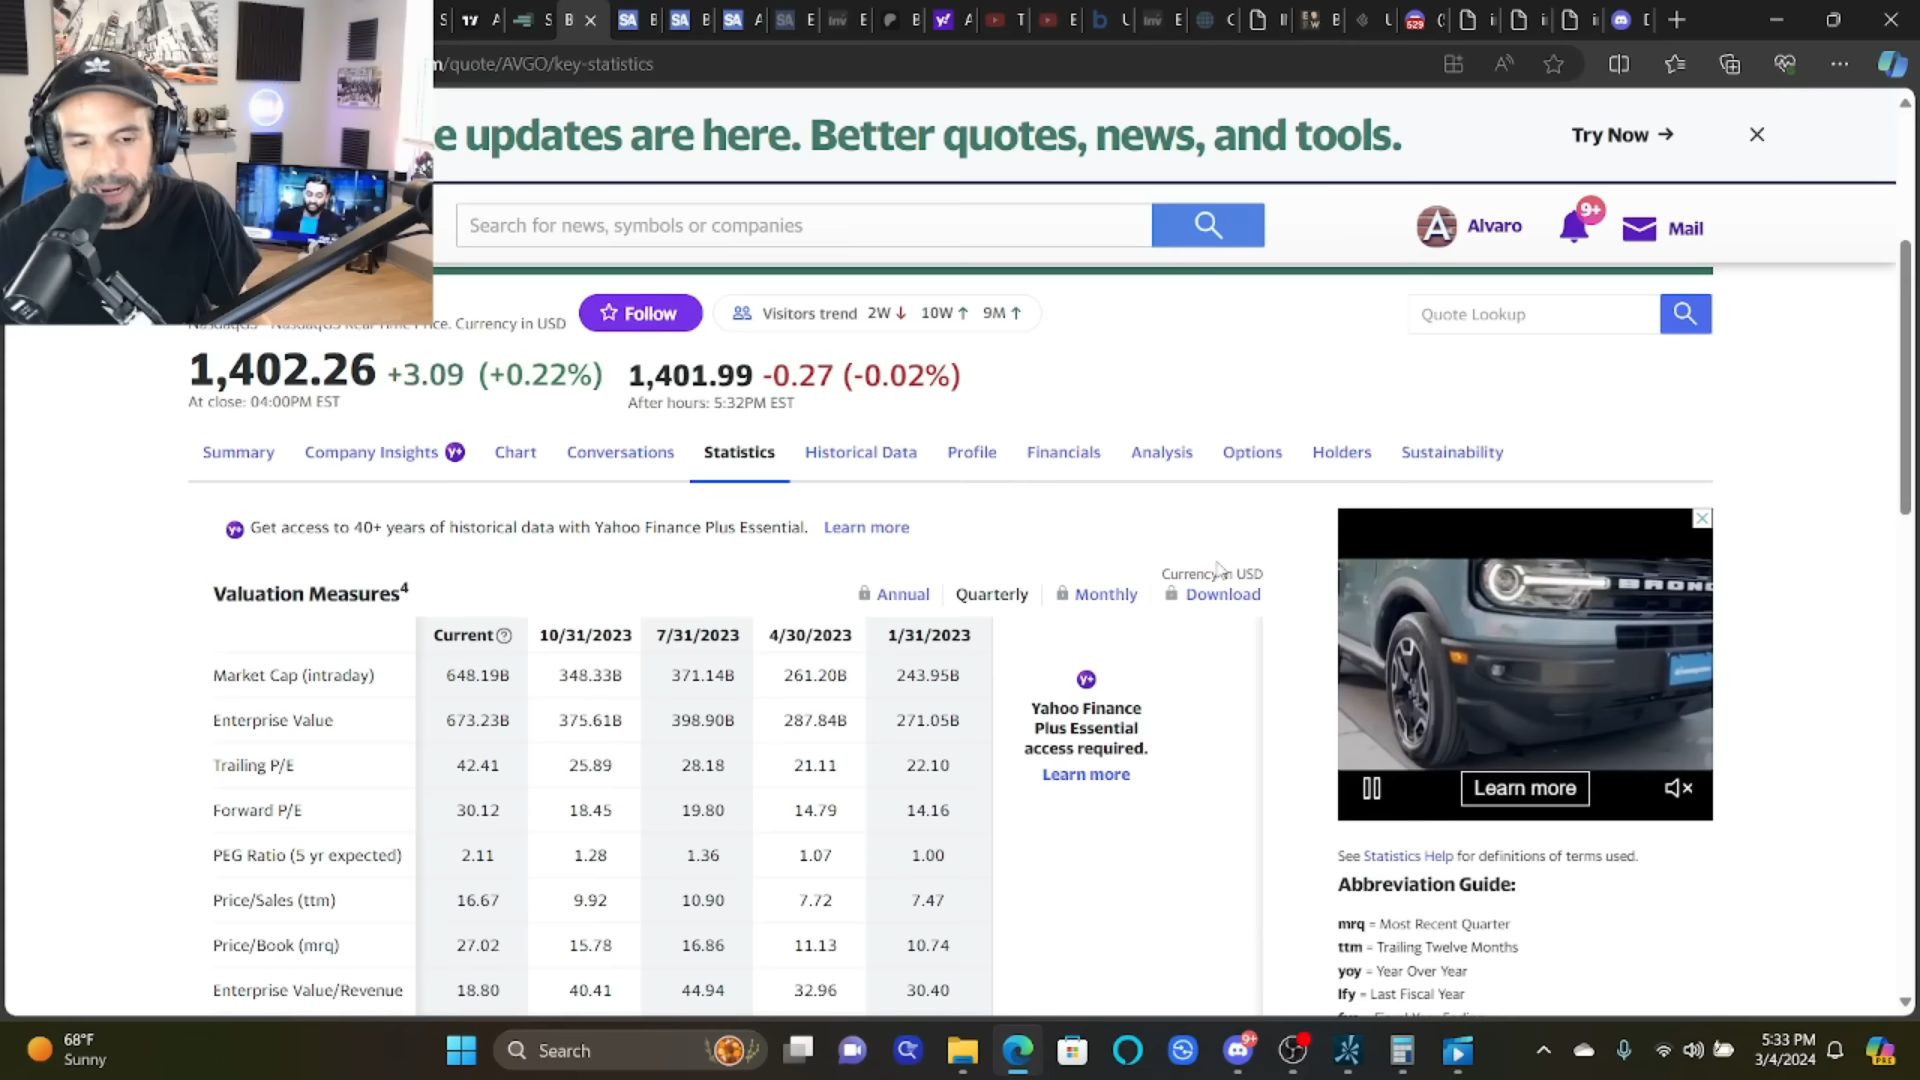 m/quote/AVGO/key-statistics
e updates are here. Better quotes, news, and tools.
Try Now →
Search for news, symbols or companies
Alvaro
9+
Mail
Price. Currency in USD
Follow
Visitors trend 2W↓ 10W↑ 9M↑
Quote Lookup
1,402.26 +3.09 (+0.22%)
At close: 04:00PM EST
1,401.99 -0.27 (-0.02%)
After hours: 5:32PM EST
Summary Company Insights Y+ Chart Conversations Statistics Historical Data Profile Financials Analysis Options Holders Sustainability
Y+ Get access to 40+ years of historical data with Yahoo Finance Plus Essential. Learn more
Currency in USD
Valuation Measures4
Annual Quarterly Monthly Download
Current 10/31/2023 7/31/2023 4/30/2023 1/31/2023
Market Cap (intraday) 648.19B 348.33B 371.14B 261.20B 243.95B
Enterprise Value 673.23B 375.61B 398.90B 287.84B 271.05B
Trailing P/E 42.41 25.89 28.18 21.11 22.10
Forward P/E 30.12 18.45 19.80 14.79 14.16
PEG Ratio (5 yr expected) 2.11 1.28 1.36 1.07 1.00
Price/Sales (ttm) 16.67 9.92 10.90 7.72 7.47
Price/Book (mrq) 27.02 15.78 16.86 11.13 10.74
Enterprise Value/Revenue 18.80 40.41 44.94 32.96 30.40
Y+
Yahoo Finance
Plus Essential
access required.
Learn more
BRONC
Learn more
See Statistics Help for definitions of terms used.
Abbreviation Guide:
mrq = Most Recent Quarter
ttm = Trailing Twelve Months
yoy = Year Over Year
lfy = Last Fiscal Year
68°F
Sunny
Search
9+
5:33 PM
3/4/2024